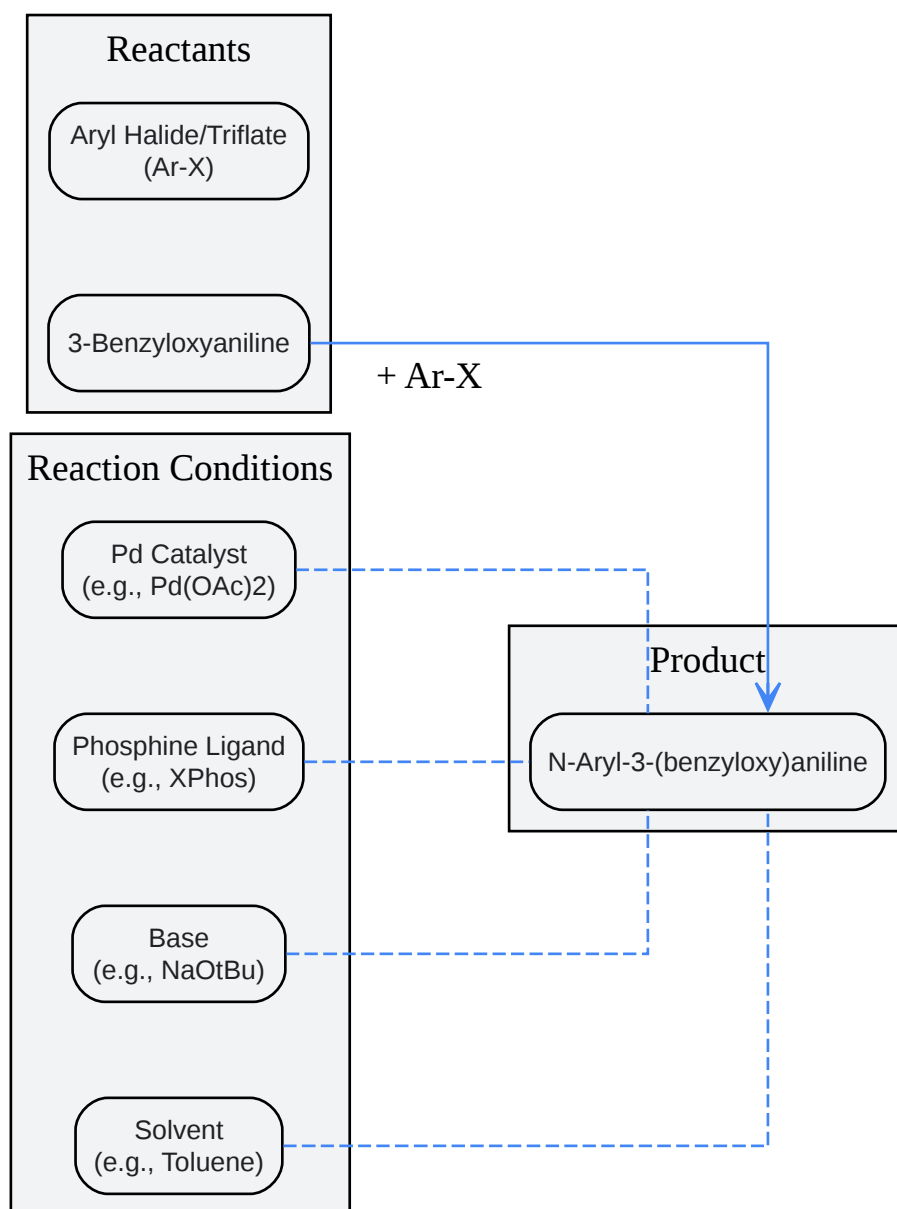 Reactants
Aryl Halide/Triflate
(Ar-X)
3-Benzyloxyaniline
+ Ar-X
Reaction Conditions
Pd Catalyst
(e.g., Pd(OAc)2)
Phosphine Ligand
(e.g., XPhos)
Base
(e.g., NaOtBu)
Solvent
(e.g., Toluene)
Product
N-Aryl-3-(benzyloxy)aniline